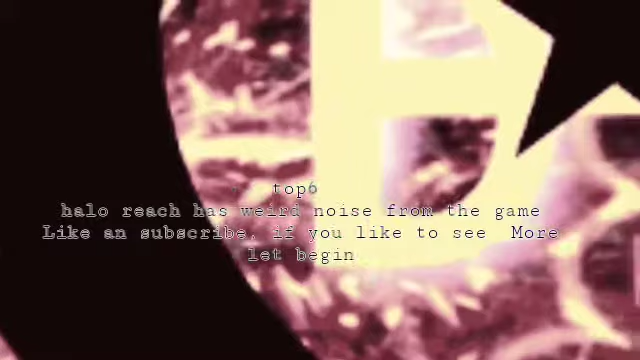 top6
halo reach has weird noise from the game
Like an subscribe. if you like to see  More
let begin